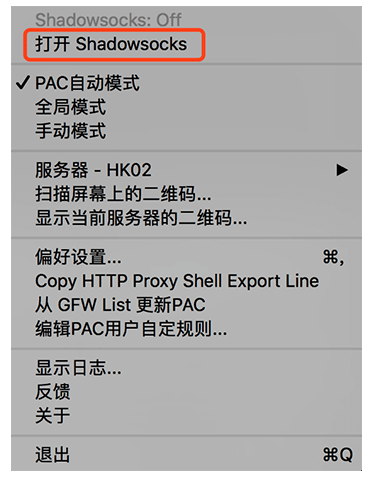 Shadowsocks: Off
打开 Shadowsocks
✓ PAC自动模式
全局模式
手动模式
服务器 - HK02 ▶
扫描屏幕上的二维码...
显示当前服务器的二维码...
偏好设置... ⌘,
Copy HTTP Proxy Shell Export Line
从 GFW List 更新PAC
编辑PAC用户自定规则...
显示日志...
反馈
关于
退出 ⌘Q